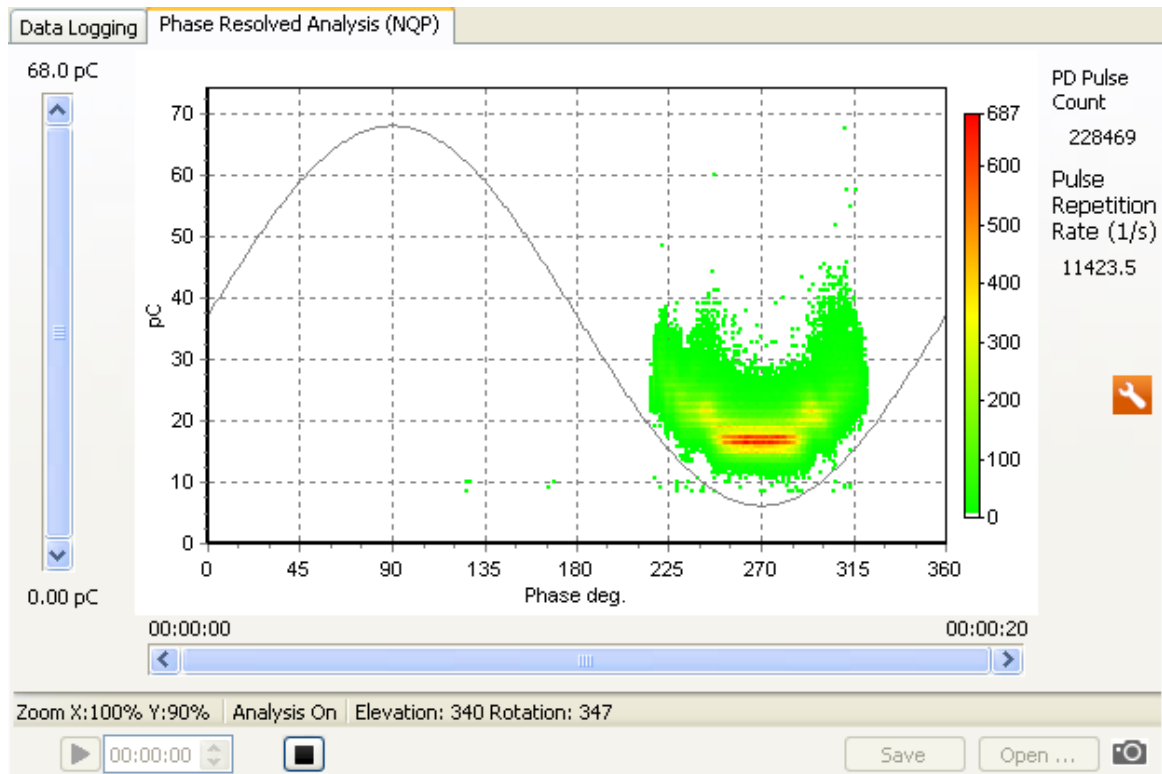 Data Logging
Phase Resolved Analysis (NQP)
68.0 pC
0.00 pC
pC
70
60
50
40
30
20
10
0
0 45 90 135 180 225 270 315 360
Phase deg.
687
600
500
400
300
200
100
0
PD Pulse
Count
228469
Pulse
Repetition
Rate (1/s)
11423.5
00:00:00
00:00:20
Zoom X:100% Y:90% Analysis On Elevation: 340 Rotation: 347
00:00:00
Save
Open ...